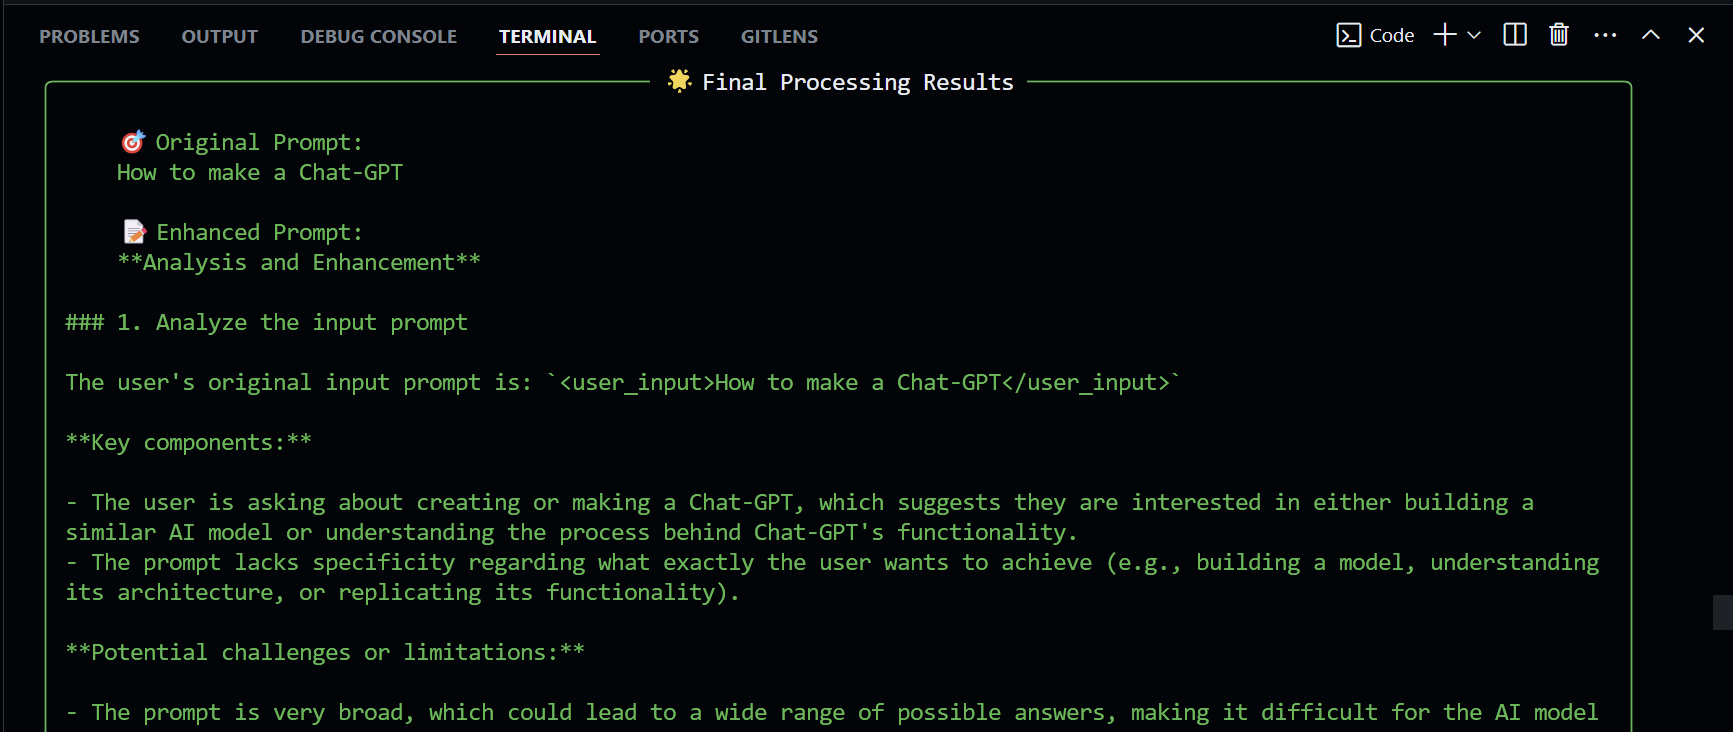 PROBLEMS OUTPUT DEBUG CONSOLE TERMINAL PORTS GITLENS Code
🌟 Final Processing Results
🎯 Original Prompt:
How to make a Chat-GPT
📝 Enhanced Prompt:
**Analysis and Enhancement**
### 1. Analyze the input prompt
The user's original input prompt is: `<user_input>How to make a Chat-GPT</user_input>`
**Key components:**
- The user is asking about creating or making a Chat-GPT, which suggests they are interested in either building a
similar AI model or understanding the process behind Chat-GPT's functionality.
- The prompt lacks specificity regarding what exactly the user wants to achieve (e.g., building a model, understanding
its architecture, or replicating its functionality).
**Potential challenges or limitations:**
- The prompt is very broad, which could lead to a wide range of possible answers, making it difficult for the AI model